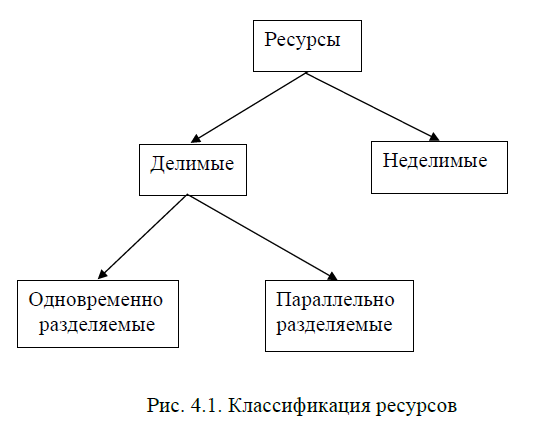 Ресурсы
Делимые
Неделимые
Одновременно
разделяемые
Параллельно
разделяемые
Рис. 4.1. Классификация ресурсов